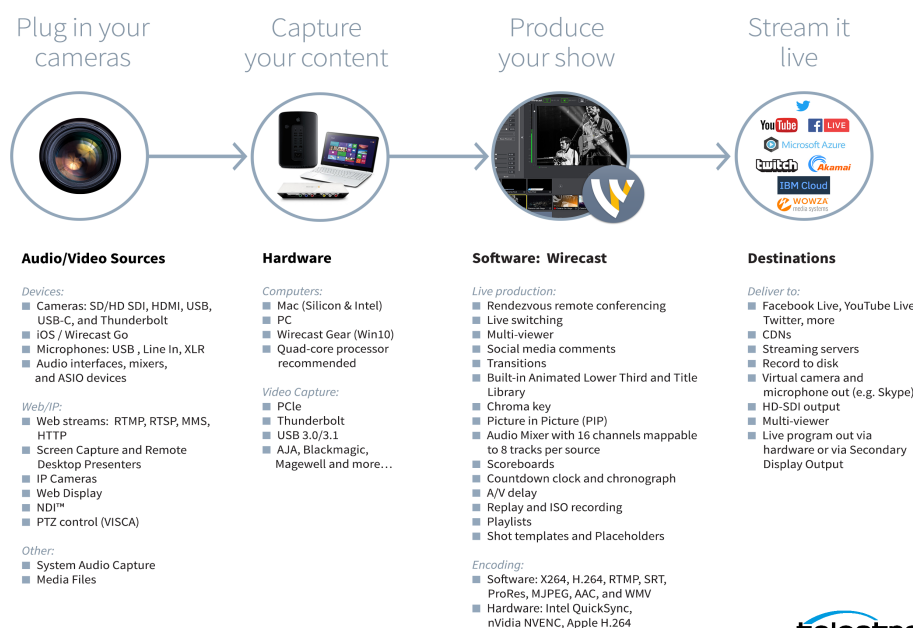 Plug in your
cameras
Capture
your content
Produce
your show
Stream it
live
YouTube
f LIVE
Microsoft Azure
twitch
Akamai
IBM Cloud
WOWZA
media systems
Audio/Video Sources
Devices:
Cameras: SD/HD SDI, HDMI, USB,
USB-C, and Thunderbolt
iOS / Wirecast Go
Microphones: USB , Line In, XLR
Audio interfaces, mixers,
and ASIO devices
Web/IP:
Web streams: RTMP, RTSP, MMS,
HTTP
Screen Capture and Remote
Desktop Presenters
IP Cameras
Web Display
NDI™
PTZ control (VISCA)
Other:
System Audio Capture
Media Files
Hardware
Computers:
Mac (Silicon & Intel)
PC
Wirecast Gear (Win10)
Quad-core processor
recommended
Video Capture:
PCIe
Thunderbolt
USB 3.0/3.1
AJA, Blackmagic,
Magewell and more…
Software: Wirecast
Live production:
Rendezvous remote conferencing
Live switching
Multi-viewer
Social media comments
Transitions
Built-in Animated Lower Third and Title
Library
Chroma key
Picture in Picture (PIP)
Audio Mixer with 16 channels mappable
to 8 tracks per source
Scoreboards
Countdown clock and chronograph
A/V delay
Replay and ISO recording
Playlists
Shot templates and Placeholders
Encoding:
Software: X264, H.264, RTMP, SRT,
ProRes, MJPEG, AAC, and WMV
Hardware: Intel QuickSync,
nVidia NVENC, Apple H.264
Destinations
Deliver to:
Facebook Live, YouTube Live
Twitter, more
CDNs
Streaming servers
Record to disk
Virtual camera and
microphone out (e.g. Skype)
HD-SDI output
Multi-viewer
Live program out via
hardware or via Secondary
Display Output